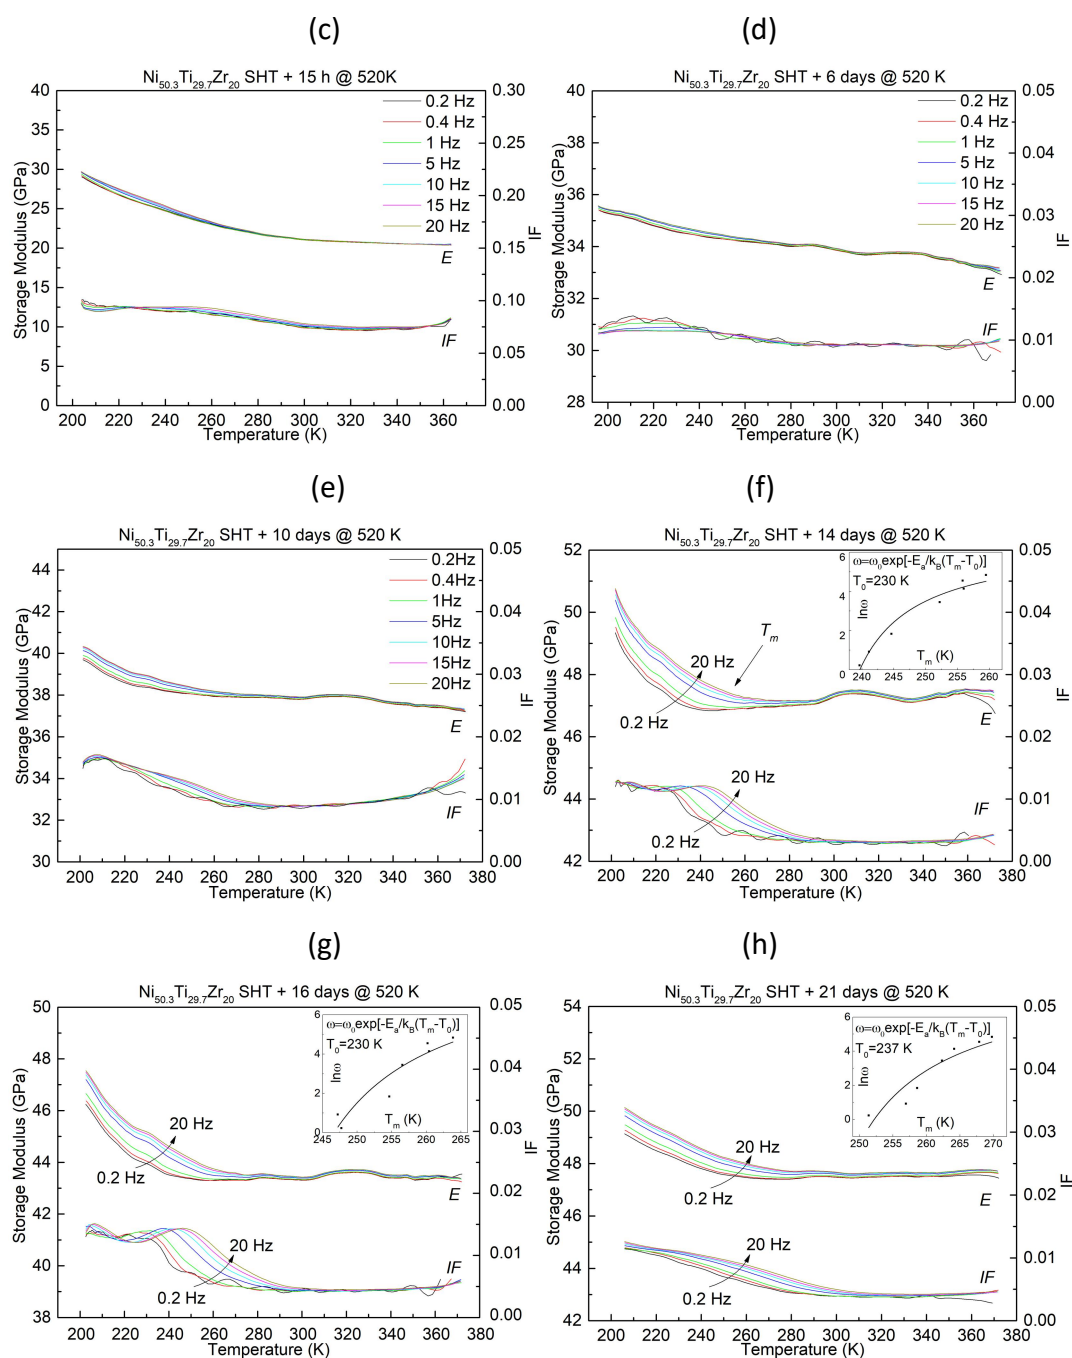 (c)
Ni50.3Ti29.7Zr20 SHT + 15 h @ 520K
Storage Modulus (GPa)
40
35
30
25
20
15
10
5
0
0.30
0.25
0.20
0.15
0.10
0.05
0.00
IF
0.2 Hz
0.4 Hz
1 Hz
5 Hz
10 Hz
15 Hz
20 Hz
E
IF
200 220 240 260 280 300 320 340 360
Temperature (K)
(d)
Ni50.3Ti29.7Zr20 SHT + 6 days @ 520 K
Storage Modulus (GPa)
40
38
36
34
32
30
28
0.05
0.04
0.03
0.02
0.01
0.00
IF
0.2 Hz
0.4 Hz
1 Hz
5 Hz
10 Hz
15 Hz
20 Hz
E
IF
200 220 240 260 280 300 320 340 360 380
Temperature (K)
(e)
Ni50.3Ti29.7Zr20 SHT + 10 days @ 520 K
Storage Modulus (GPa)
44
42
40
38
36
34
32
30
0.05
0.04
0.03
0.02
0.01
0.00
IF
0.2Hz
0.4Hz
1Hz
5Hz
10Hz
15Hz
20Hz
E
IF
200 220 240 260 280 300 320 340 360 380
Temperature (K)
(f)
Ni50.3Ti29.7Zr20 SHT + 14 days @ 520 K
Storage Modulus (GPa)
52
50
48
46
44
42
0.05
0.04
0.03
0.02
0.01
0.00
IF
ω=ω0exp[-Ea/kB(Tm-T0)]
T0=230 K
lnω
6
4
2
0
Tm (K)
240 245 250 255 260
Tm
20 Hz
0.2 Hz
E
20 Hz
0.2 Hz
IF
200 220 240 260 280 300 320 340 360 380
Temperature (K)
(g)
Ni50.3Ti29.7Zr20 SHT + 16 days @ 520 K
Storage Modulus (GPa)
50
48
46
44
42
40
38
0.05
0.04
0.03
0.02
0.01
0.00
IF
ω=ω0exp[-Ea/kB(Tm-T0)]
T0=230 K
lnω
6
4
2
0
Tm (K)
245 250 255 260 265
20 Hz
0.2 Hz
E
20 Hz
0.2 Hz
IF
200 220 240 260 280 300 320 340 360 380
Temperature (K)
(h)
Ni50.3Ti29.7Zr20 SHT + 21 days @ 520 K
Storage Modulus (GPa)
54
52
50
48
46
44
42
0.05
0.04
0.03
0.02
0.01
0.00
IF
ω=ω0exp[-Ea/kB(Tm-T0)]
T0=237 K
lnω
6
4
2
0
Tm (K)
250 255 260 265 270
20 Hz
0.2 Hz
E
20 Hz
0.2 Hz
IF
200 220 240 260 280 300 320 340 360 380
Temperature (K)